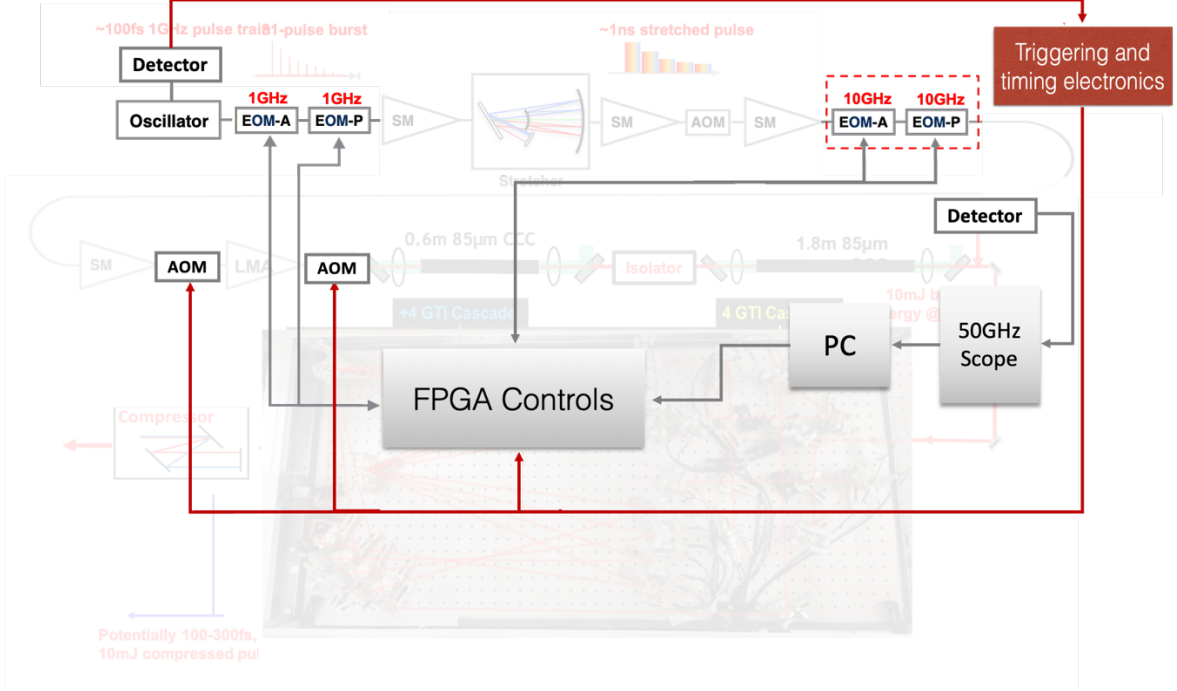 ~100fs 1GHz pulse train
81-pulse burst
~1ns stretched pulse
Triggering and
timing electronics
Detector
t
1GHz
1GHz
10GHz
10GHz
Oscillator
EOM-A
EOM-P
SM
SM
AOM
SM
EOM-A
EOM-P
Stretcher
Detector
SM
AOM
LMA
AOM
0.6m 85µm CCC
Isolator
1.8m 85µm
+4 GTI Cascade
4 GTI Ca
10mJ b
ergy @
PC
50GHz
Scope
FPGA Controls
Compressor
Potentially 100-300fs,
10mJ compressed pul